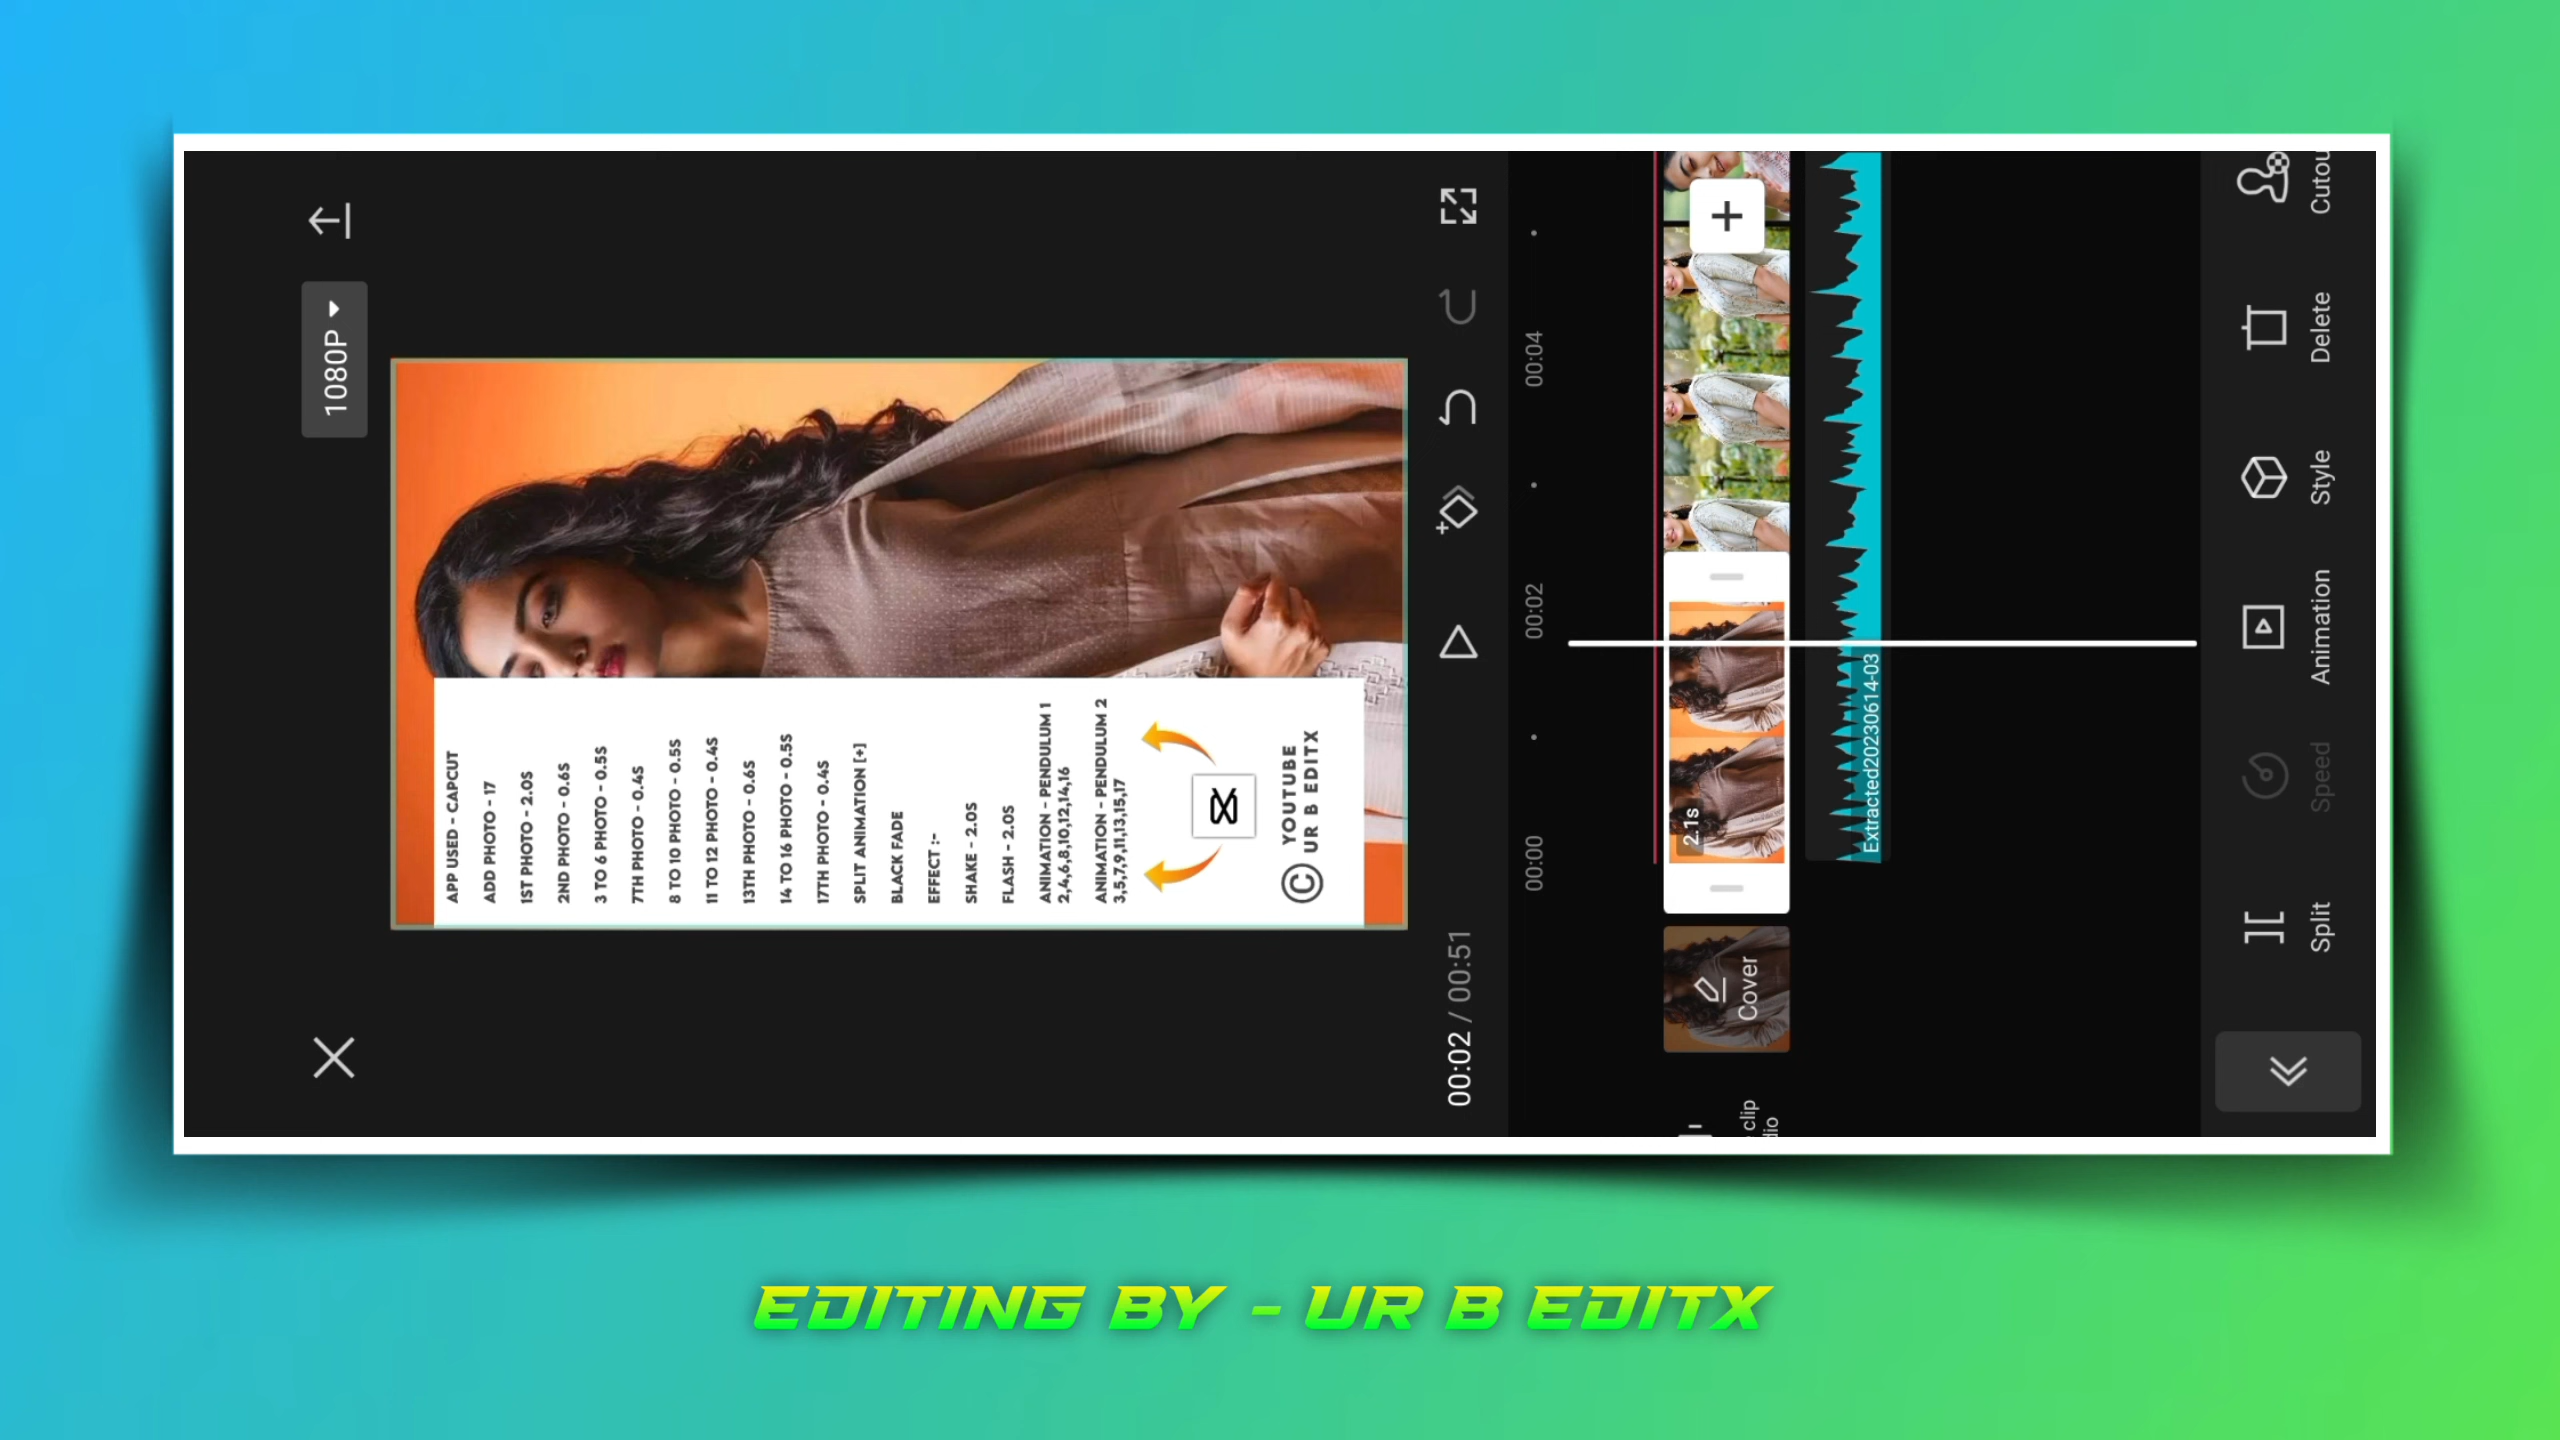 1080P
APP USED - CAPCUT
ADD PHOTO - 17
1ST PHOTO - 2.0S
2ND PHOTO - 0.6S
3 TO 6 PHOTO - 0.5S
7TH PHOTO - 0.4S
8 TO 10 PHOTO - 0.5S
11 TO 12 PHOTO - 0.4S
13TH PHOTO - 0.6S
14 TO 16 PHOTO - 0.5S
17TH PHOTO - 0.4S
SPLIT ANIMATION [+]
BLACK FADE
EFFECT :-
SHAKE - 2.0S
FLASH - 2.0S
ANIMATION - PENDULUM 1
2,4,6,8,10,12,14,16
ANIMATION - PENDULUM 2
3,5,7,9,11,13,15,17
© YOUTUBE
UR B EDITX
00:02 / 00:51
00:00 00:02 00:04
2.1s
Cover
clip
dio
Extracted20230614-03
Split Speed Animation Style Delete Cutou
EDITING BY - UR B EDITX